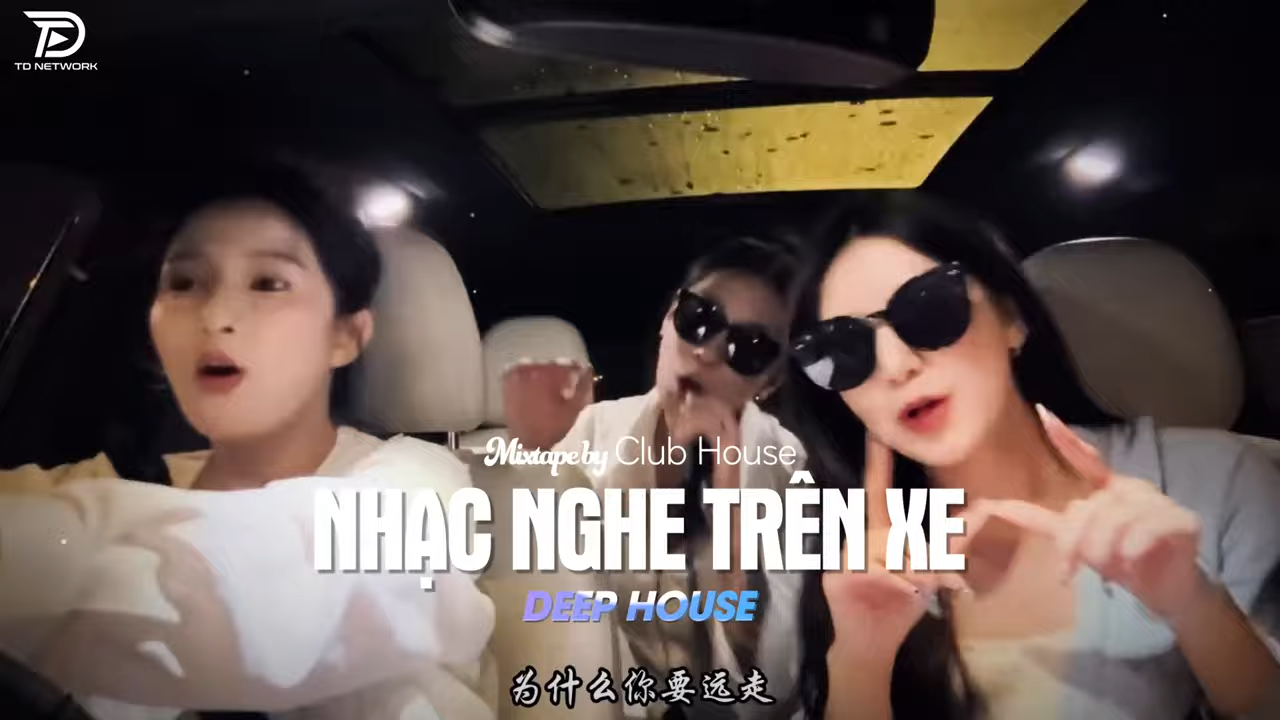 TD NETWORK
Mixtape by Club House
NHẠC NGHE TRÊN XE
DEEP HOUSE
为什么你要远走